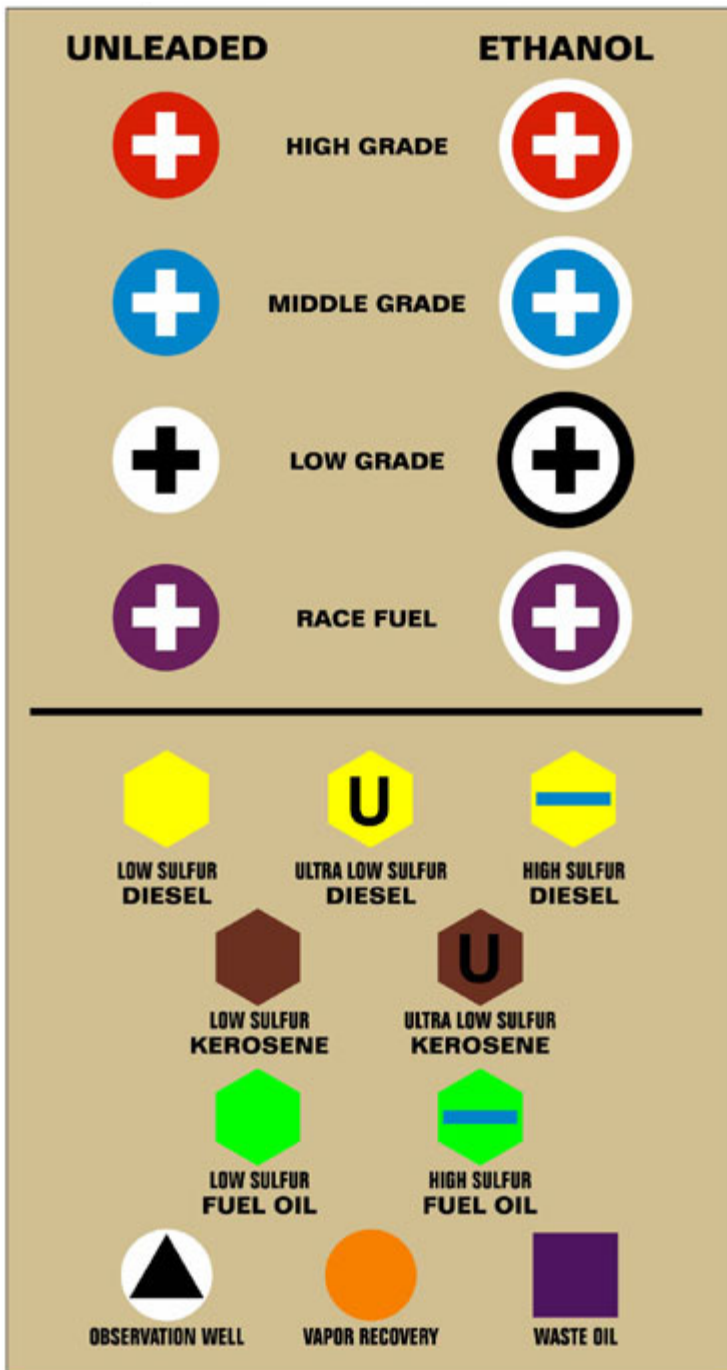 UNLEADED ETHANOL
HIGH GRADE
MIDDLE GRADE
LOW GRADE
RACE FUEL
LOW SULFUR
DIESEL
U
ULTRA LOW SULFUR
DIESEL
HIGH SULFUR
DIESEL
LOW SULFUR
KEROSENE
U
ULTRA LOW SULFUR
KEROSENE
LOW SULFUR
FUEL OIL
HIGH SULFUR
FUEL OIL
OBSERVATION WELL
VAPOR RECOVERY
WASTE OIL